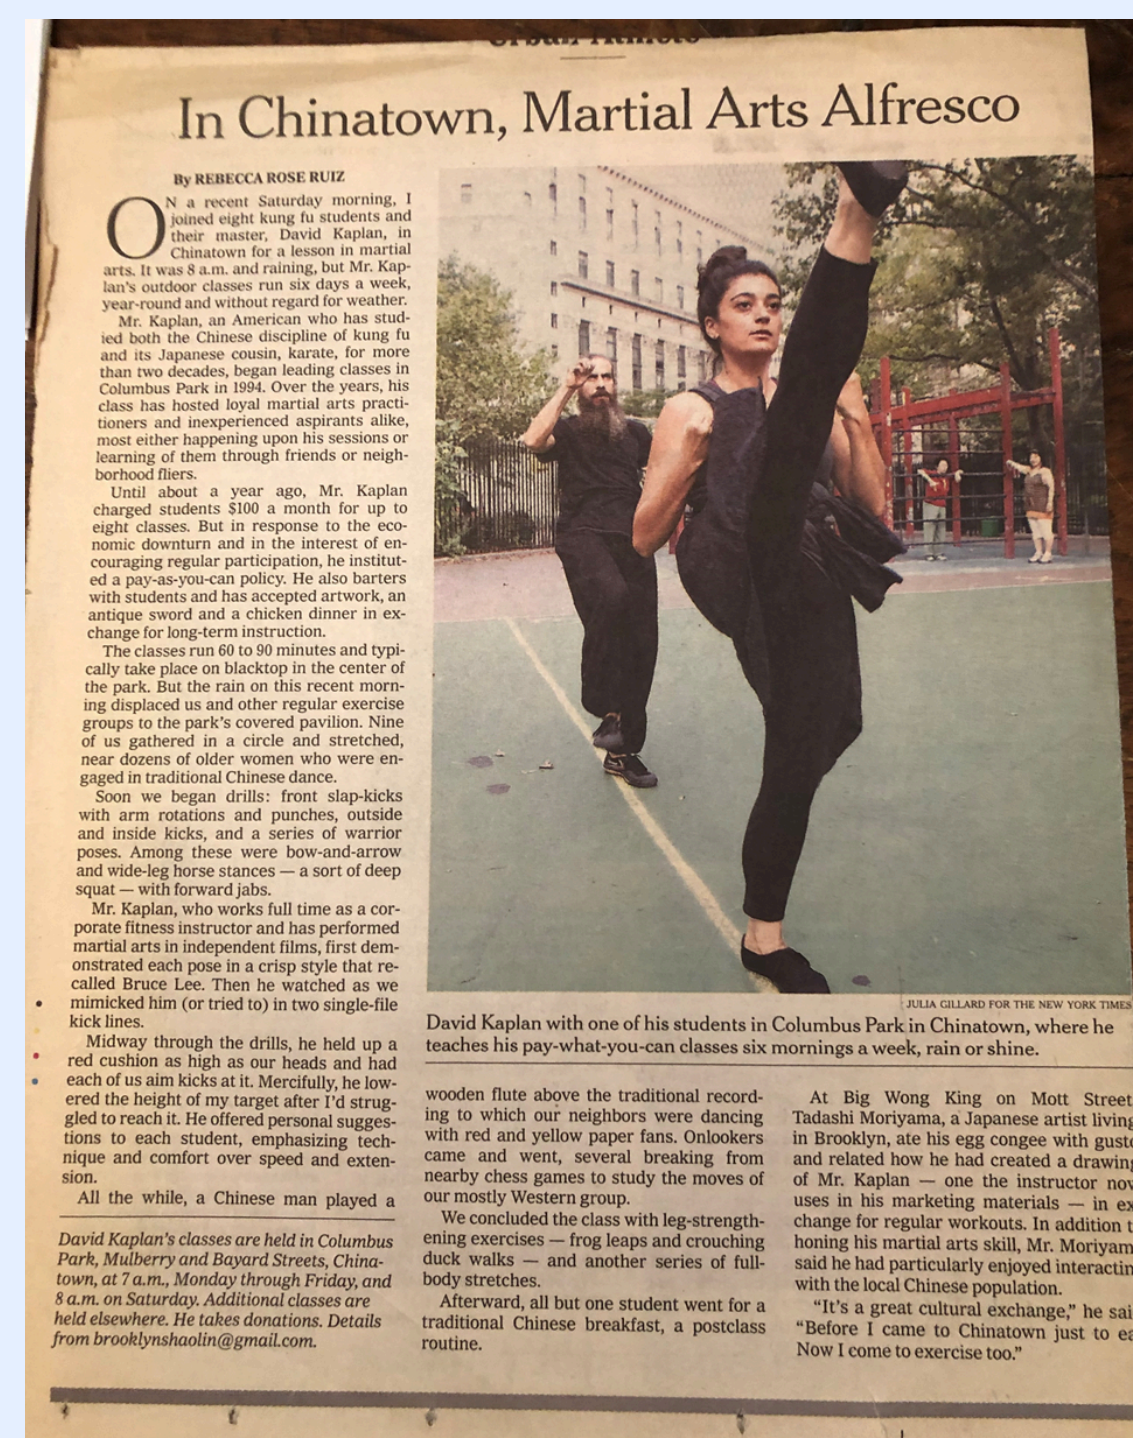 In Chinatown, Martial Arts Alfresco
By REBECCA ROSE RUIZ
ON a recent Saturday morning, I
joined eight kung fu students and
their master, David Kaplan, in
Chinatown for a lesson in martial
arts. It was 8 a.m. and raining, but Mr. Kap-
lan's outdoor classes run six days a week,
year-round and without regard for weather.
Mr. Kaplan, an American who has stud-
ied both the Chinese discipline of kung fu
and its Japanese cousin, karate, for more
than two decades, began leading classes in
Columbus Park in 1994. Over the years, his
class has hosted loyal martial arts practi-
tioners and inexperienced aspirants alike,
most either happening upon his sessions or
learning of them through friends or neigh-
borhood fliers.
Until about a year ago, Mr. Kaplan
charged students $100 a month for up to
eight classes. But in response to the eco-
nomic downturn and in the interest of en-
couraging regular participation, he institut-
ed a pay-as-you-can policy. He also barters
with students and has accepted artwork, an
antique sword and a chicken dinner in ex-
change for long-term instruction.
The classes run 60 to 90 minutes and typi-
cally take place on blacktop in the center of
the park. But the rain on this recent morn-
ing displaced us and other regular exercise
groups to the park's covered pavilion. Nine
of us gathered in a circle and stretched,
near dozens of older women who were en-
gaged in traditional Chinese dance.
Soon we began drills: front slap-kicks
with arm rotations and punches, outside
and inside kicks, and a series of warrior
poses. Among these were bow-and-arrow
and wide-leg horse stances — a sort of deep
squat — with forward jabs.
Mr. Kaplan, who works full time as a cor-
porate fitness instructor and has performed
martial arts in independent films, first dem-
onstrated each pose in a crisp style that re-
called Bruce Lee. Then he watched as we
mimicked him (or tried to) in two single-file
kick lines.
Midway through the drills, he held up a
red cushion as high as our heads and had
each of us aim kicks at it. Mercifully, he low-
ered the height of my target after I'd strug-
gled to reach it. He offered personal sugges-
tions to each student, emphasizing tech-
nique and comfort over speed and exten-
sion.
All the while, a Chinese man played a
David Kaplan's classes are held in Columbus
Park, Mulberry and Bayard Streets, China-
town, at 7 a.m., Monday through Friday, and
8 a.m. on Saturday. Additional classes are
held elsewhere. He takes donations. Details
from brooklynshaolin@gmail.com.
JULIA GILLARD FOR THE NEW YORK TIMES
David Kaplan with one of his students in Columbus Park in Chinatown, where he
teaches his pay-what-you-can classes six mornings a week, rain or shine.
wooden flute above the traditional record-
ing to which our neighbors were dancing
with red and yellow paper fans. Onlookers
came and went, several breaking from
nearby chess games to study the moves of
our mostly Western group.
We concluded the class with leg-strength-
ening exercises — frog leaps and crouching
duck walks — and another series of full-
body stretches.
Afterward, all but one student went for a
traditional Chinese breakfast, a postclass
routine.
At Big Wong King on Mott Street
Tadashi Moriyama, a Japanese artist living
in Brooklyn, ate his egg congee with gusto
and related how he had created a drawing
of Mr. Kaplan — one the instructor now
uses in his marketing materials — in ex
change for regular workouts. In addition t
honing his martial arts skill, Mr. Moriyam
said he had particularly enjoyed interactin
with the local Chinese population.
"It's a great cultural exchange," he sai
"Before I came to Chinatown just to ea
Now I come to exercise too."